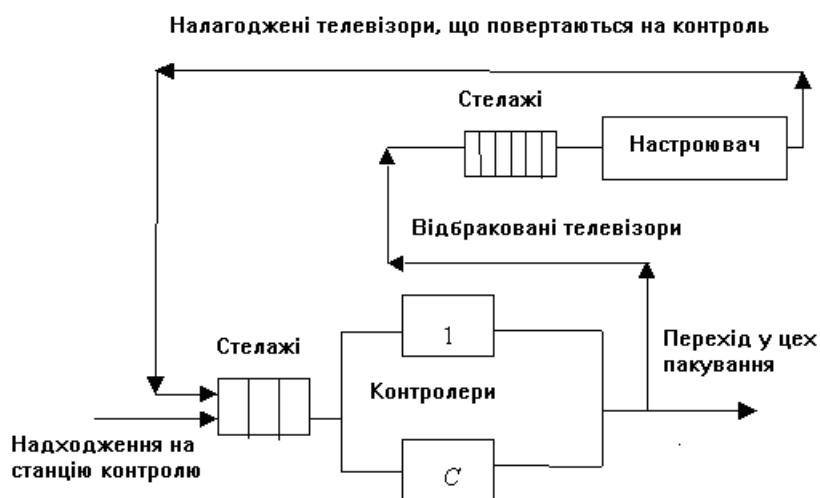 Налагоджені телевізори, що повертаються на контроль
Стелажі
Настроювач
Відбраковані телевізори
1
Стелажі
Перехід у цех
пакування
Контролери
Надходження на
станцію контролю
C